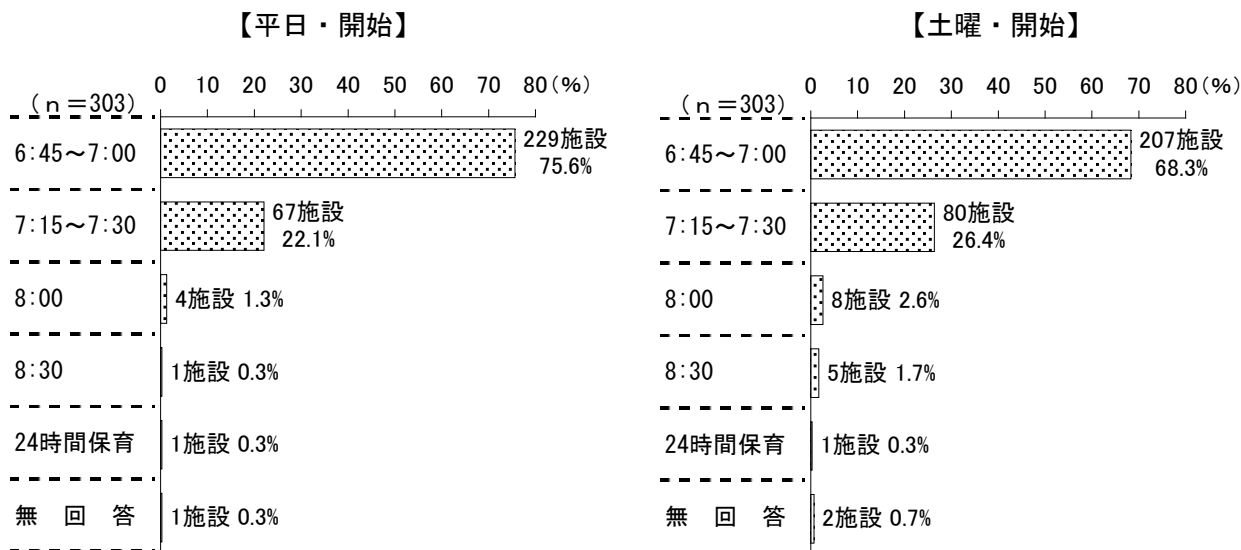 【平日・開始】
0 10 20 30 40 50 60 70 80(%)
(n=303)
6:45～7:00
229施設
75.6%
7:15～7:30
67施設
22.1%
8:00
4施設 1.3%
8:30
1施設 0.3%
24時間保育
1施設 0.3%
無 回 答
1施設 0.3%
【土曜・開始】
0 10 20 30 40 50 60 70 80(%)
(n=303)
6:45～7:00
207施設
68.3%
7:15～7:30
80施設
26.4%
8:00
8施設 2.6%
8:30
5施設 1.7%
24時間保育
1施設 0.3%
無 回 答
2施設 0.7%